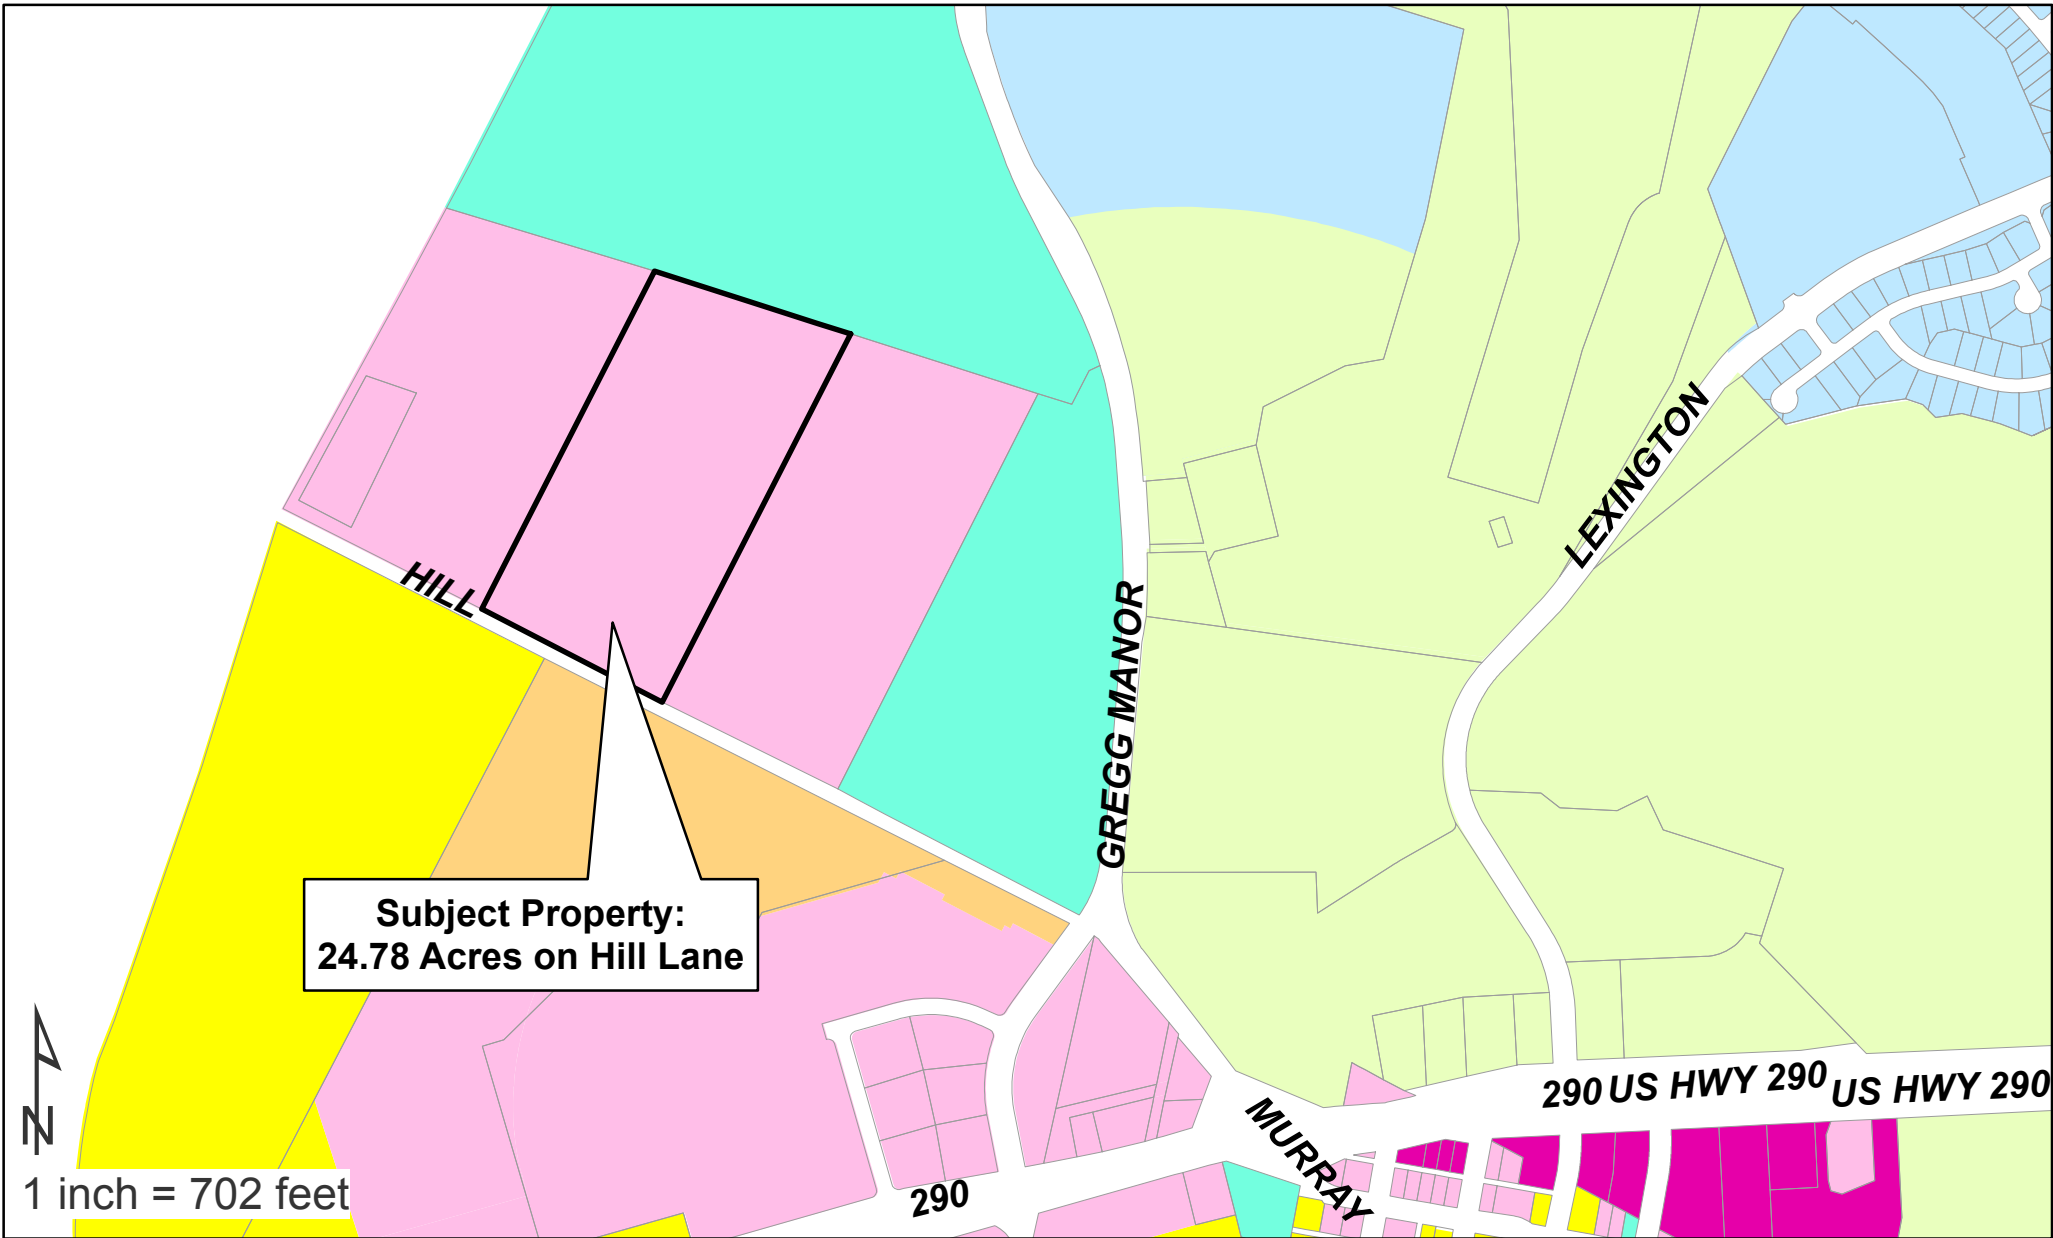 LEXINGTON
HILL
GREGG MANOR
Subject Property:
24.78 Acres on Hill Lane
N
1 inch = 702 feet
290
MURRAY
290 US HWY 290
US HWY 290